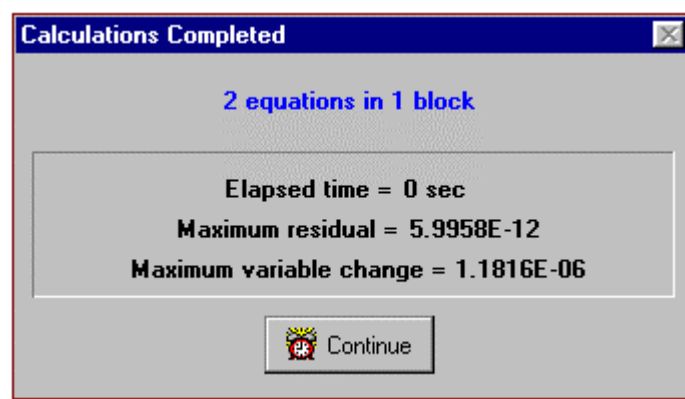 Calculations Completed
2 equations in 1 block
Elapsed time = 0 sec
Maximum residual = 5.9958E-12
Maximum variable change = 1.1816E-06
Continue